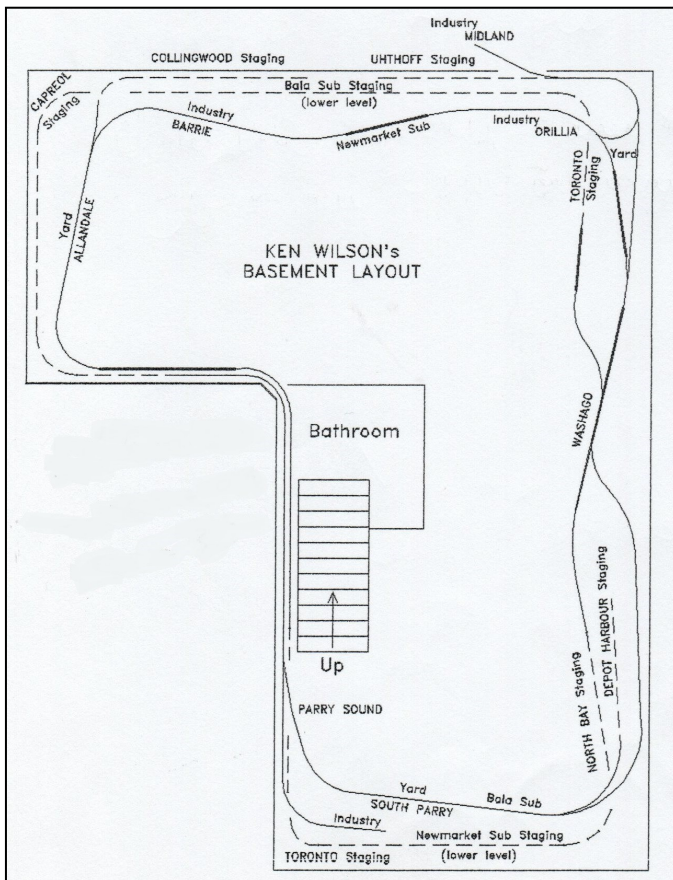 Industry
MIDLAND
COLLINGWOOD Staging
UHTHOFF Staging
CAPREOL
Staging
Bala Sub Staging
(lower level)
Industry
BARRIE
Newmarket Sub
Industry
ORILLIA
Yard
TORONTO
Staging
Yard
ALLANDALE
KEN WILSON's
BASEMENT LAYOUT
WASHAGO
Bathroom
Up
NORTH BAY Staging
DEPOT HARBOUR Staging
PARRY SOUND
Yard
SOUTH PARRY
Bala Sub
Industry
Newmarket Sub Staging
(lower level)
TORONTO Staging